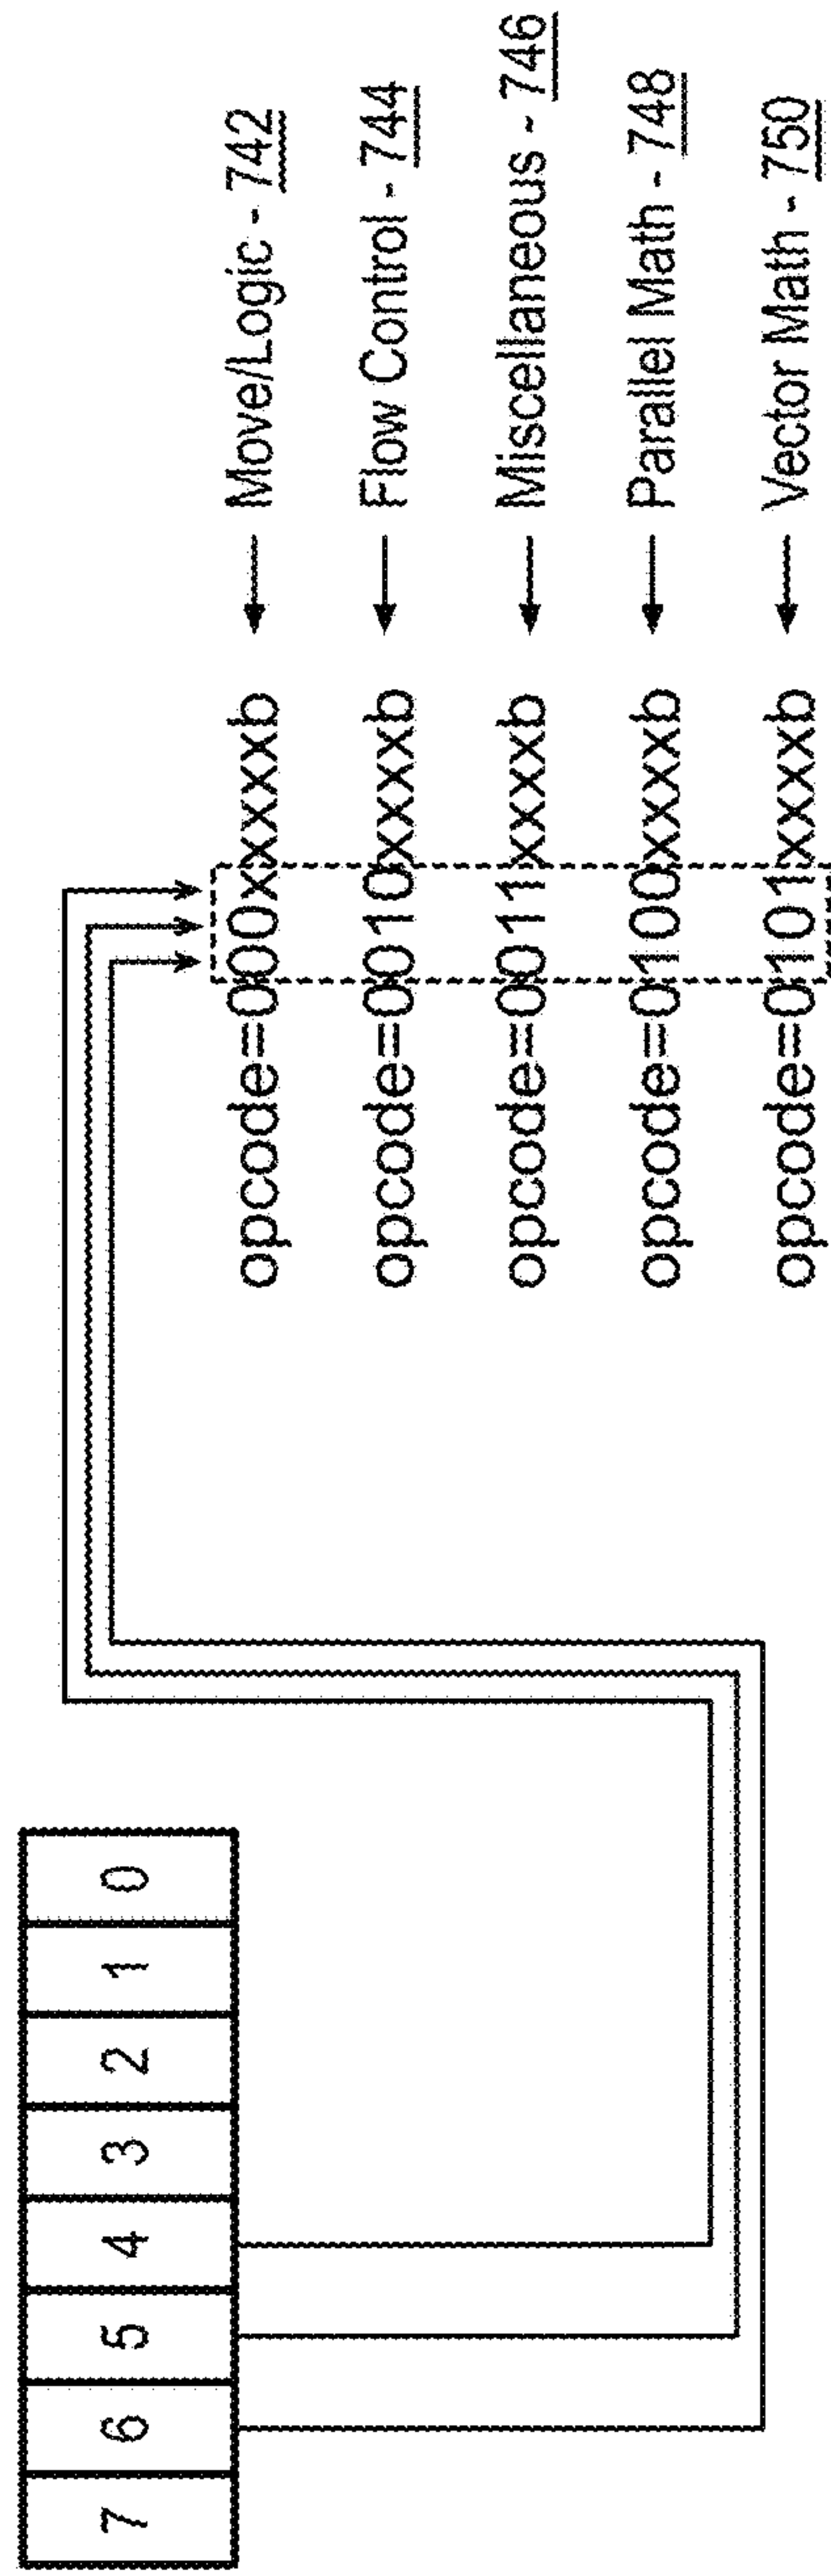 7 6 5 4 3 2 1 0
opcode=000xxxxxb ← Move/Logic - 742
opcode=0010xxxxb ← Flow Control - 744
opcode=0011xxxxb ← Miscellaneous - 746
opcode=0100xxxxb ← Parallel Math - 748
opcode=0101xxxxb ← Vector Math - 750